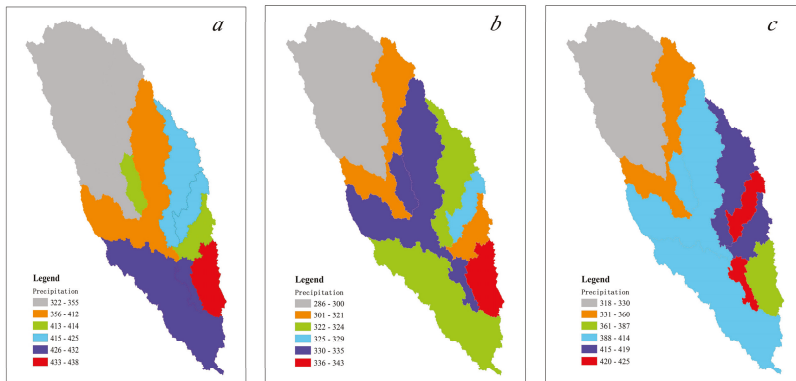 a
Legend
Precipitation
322 - 355
356 - 412
413 - 414
415 - 425
426 - 432
433 - 438
b
Legend
Precipitation
286 - 300
301 - 321
322 - 324
325 - 329
330 - 335
336 - 343
c
Legend
Precipitation
318 - 330
331 - 360
361 - 387
388 - 414
415 - 419
420 - 425